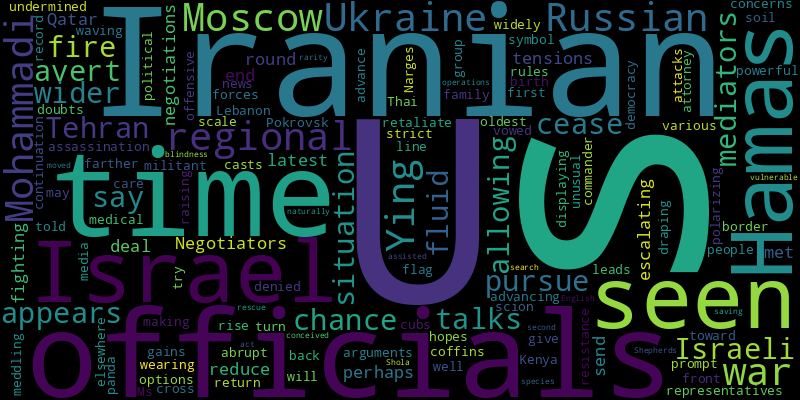 undermined
Qatar
waving
Moscow
Ukraine
widely
Russian
concerns
soil
Iranian
fire
avert
wider
doubts
record
political
negotiations
offensive
round
end
news
forces
Lebanon
scale
Pokrovsk
tensions
symbol
rules
birth
first
group
advance
Narges
Thai
family
democracy
attacks
attorney
powerful
mediators
Hamas
Mohammadi
continuation
Tehran
assassination
farther
militant
moved
blindness
regional
casts
latest
retaliate
strict
line
oldest
vowed
cease
various
operations
US
time
say
may
care
medical
told
raising
naturally
situation
Ying
fluid
allowing
displaying
unusual
commander
escalating
draping
polarizing
border
people
met
vulnerable
rarity
Negotiators
deal
media
try
denied
Israel
fighting
assisted
flag
search
pursue
advancing
scion
leads
seen
saving
appears
making
rescue
chance
talks
cubs
English
resistance
send
toward
Israeli
officials
meddling
elsewhere
panda
gains
wearing
options
Ms
cross
rise
turn
abrupt
reduce
return
act
conceived
back
will
arguments
perhaps
Shola
hopes
coffins
well
second
give
Kenya
species
Shepherds
prompt
front
war
representatives